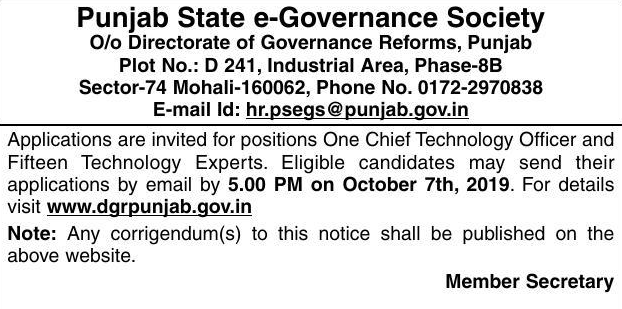 Punjab State e-Governance Society
O/o Directorate of Governance Reforms, Punjab
Plot No.: D 241, Industrial Area, Phase-8B
Sector-74 Mohali-160062, Phone No. 0172-2970838
E-mail Id: hr.psegs@punjab.gov.in
Applications are invited for positions One Chief Technology Officer and
Fifteen Technology Experts. Eligible candidates may send their
applications by email by 5.00 PM on October 7th, 2019. For details
visit www.dgrpunjab.gov.in
Note: Any corrigendum(s) to this notice shall be published on the
above website.
Member Secretary